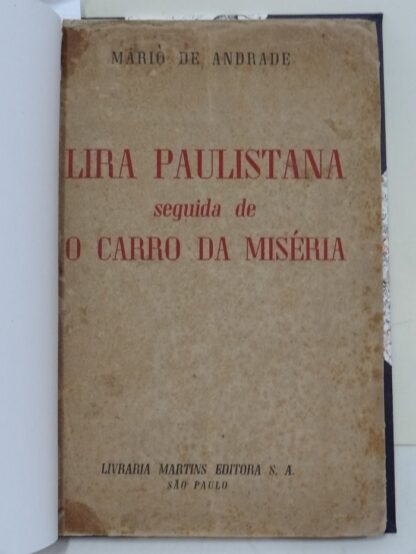 MÁRIO DE ANDRADE
LIRA PAULISTANA
seguida de
O CARRO DA MISÉRIA
LIVRARIA MARTINS EDITORA S. A.
SÃO PAULO